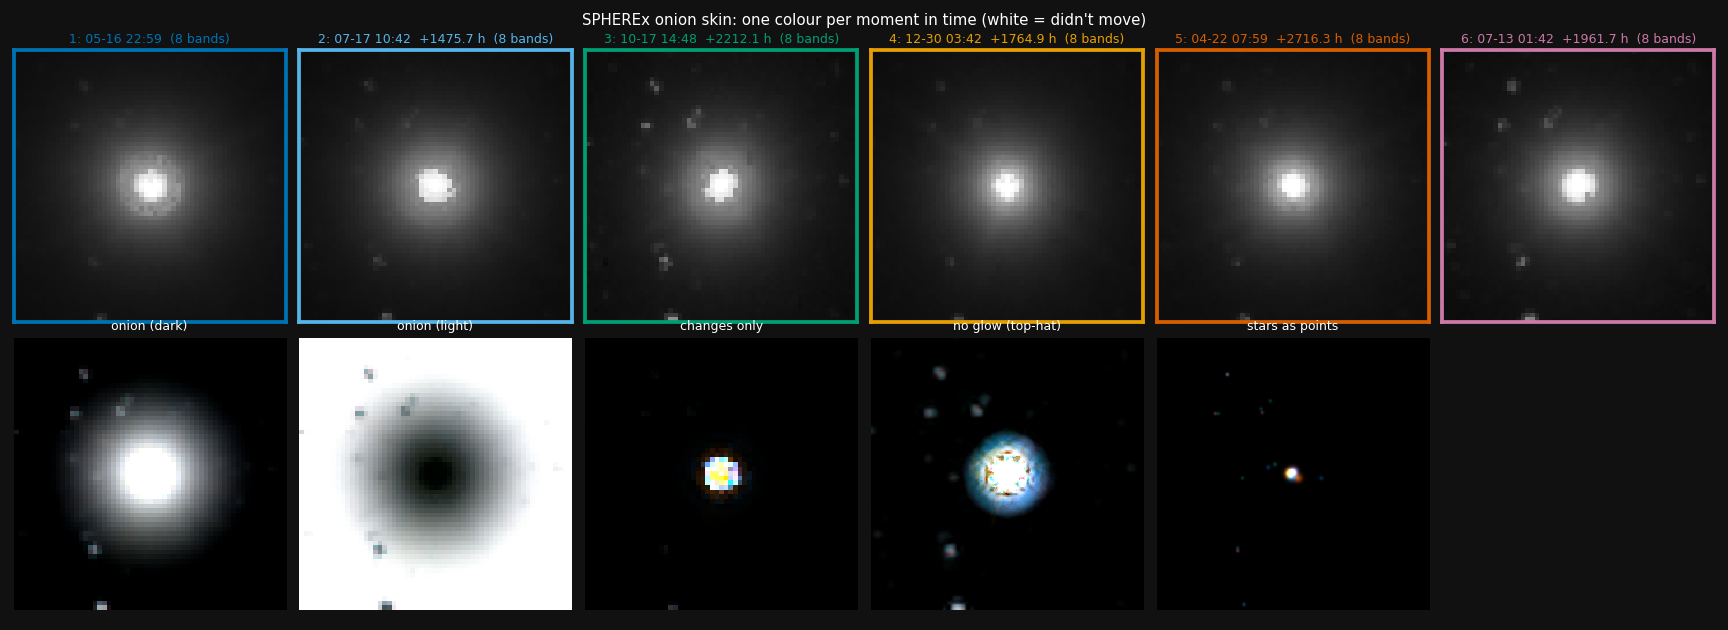 SPHEREx onion skin: one colour per moment in time (white = didn't move)
1: 05-16 22:59 (8 bands)
2: 07-17 10:42 +1475.7 h (8 bands)
3: 10-17 14:48 +2212.1 h (8 bands)
4: 12-30 03:42 +1764.9 h (8 bands)
5: 04-22 07:59 +2716.3 h (8 bands)
6: 07-13 01:42 +1961.7 h (8 bands)
onion (dark)
onion (light)
changes only
no glow (top-hat)
stars as points